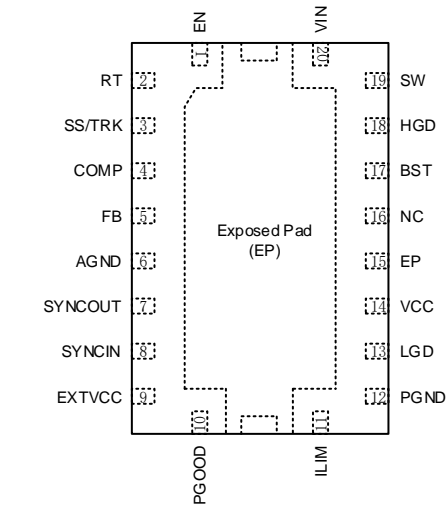 EN
VIN
1
20
RT 2
19 SW
SS/TRK 3
18 HGD
COMP 4
17 BST
FB 5
16 NC
Exposed Pad
(EP)
AGND 6
15 EP
SYNCOUT 7
14 VCC
SYNCIN 8
13 LGD
EXTVCC 9
12 PGND
10
11
PGOOD
ILIM